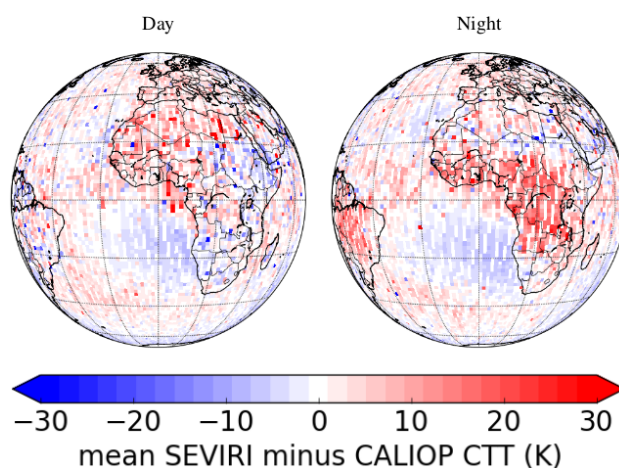 Day
Night
−30 −20 −10 0 10 20 30
mean SEVIRI minus CALIOP CTT (K)